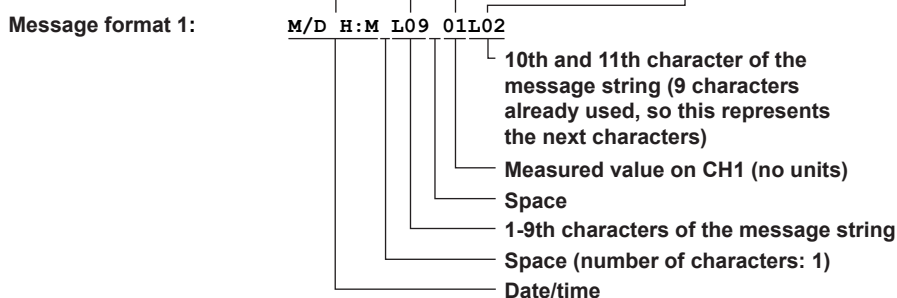 Message format 1:
M/D H:M L09 01L02
10th and 11th character of the
message string (9 characters
already used, so this represents
the next characters)
Measured value on CH1 (no units)
Space
1-9th characters of the message string
Space (number of characters: 1)
Date/time